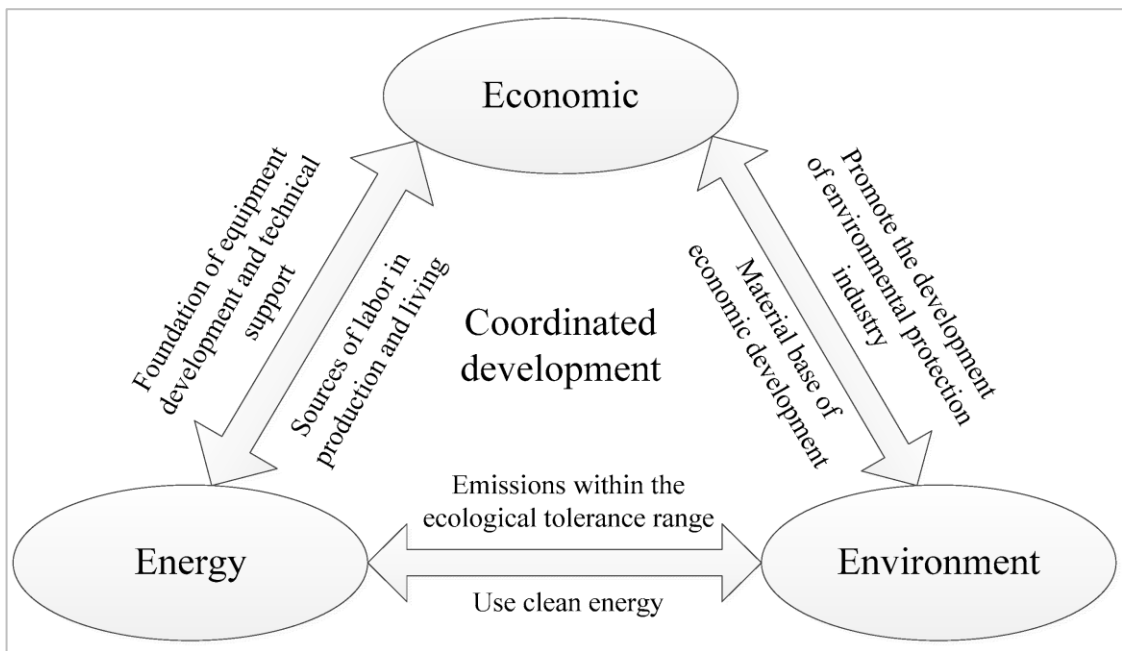 Economic
Foundation of equipment
development and technical
support
Sources of labor in
production and living
Coordinated
development
Material base of
economic development
Promote the development
of environmental protection
industry
Emissions within the
ecological tolerance range
Energy
Environment
Use clean energy